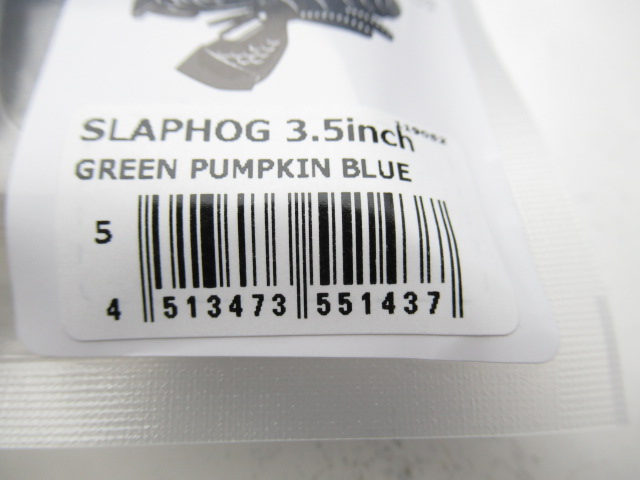 SLAPHOG 3.5inch
GREEN PUMPKIN BLUE
5
4 513473 551437